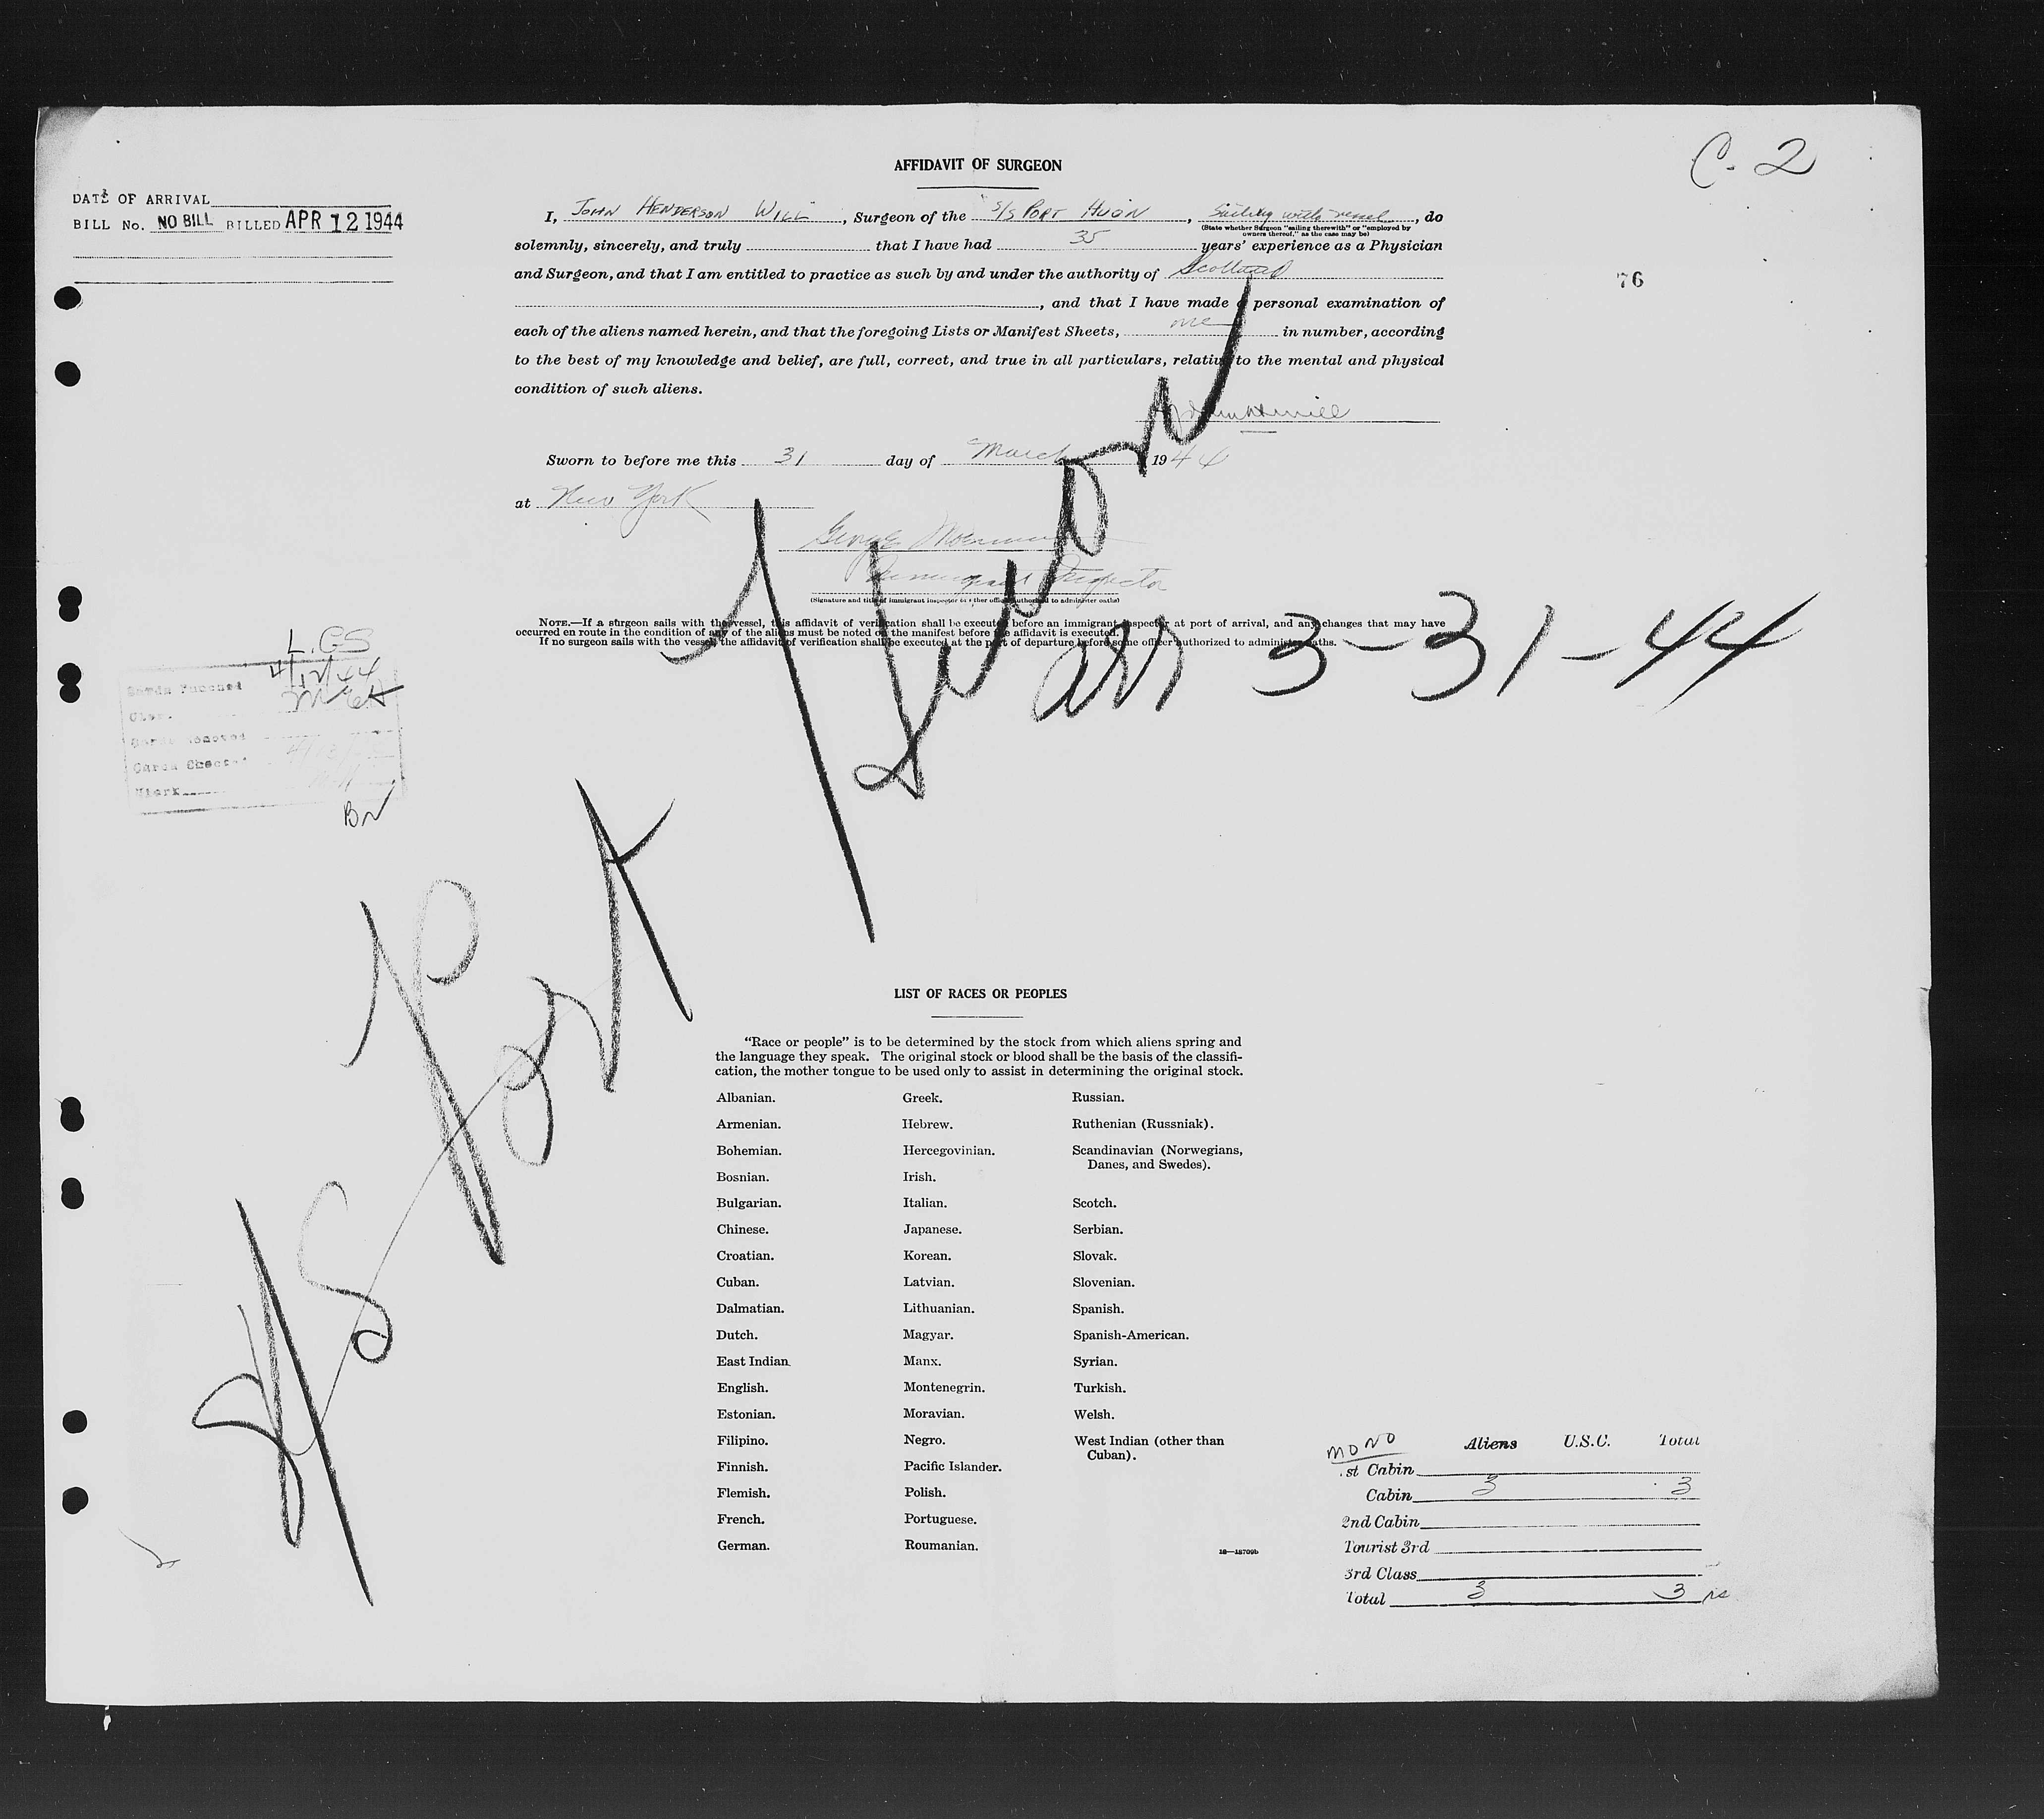 C. 2
AFFIDAVIT OF SURGEON
DATE OF ARRIVAL
BILL No. NO BILL BILLED APR 12 1944
I, JOHN HENDERSON WILL, Surgeon of the S/S PORT HUON, Sailing with vessel, do
(State whether Surgeon "sailing therewith" or "employed by
owners thereof," as the case may be)
solemnly, sincerely, and truly that I have had 35 years' experience as a Physician
and Surgeon, and that I am entitled to practice as such by and under the authority of Scotland
76
, and that I have made a personal examination of
each of the aliens named herein, and that the foregoing Lists or Manifest Sheets, one in number, according
to the best of my knowledge and belief, are full, correct, and true in all particulars, relative to the mental and physical
condition of such aliens.
Sworn to before me this 31 day of March 1944
at New York
George
Immigrant Inspector
(Signature and title of immigrant inspector or other officer authorized to administer oaths)
NOTE.—If a surgeon sails with the vessel, this affidavit of verification shall be executed before an immigrant inspector at port of arrival, and any changes that may have
occurred en route in the condition of any of the aliens must be noted on the manifest before the affidavit is executed.
If no surgeon sails with the vessel, the affidavit of verification shall be executed at the port of departure before some officer authorized to administer oaths.
L.GS
4/12/44
Cards Punched
Cards Checked
Clerk
BN
S Port Huon
arr 3-31-44
LIST OF RACES OR PEOPLES
"Race or people" is to be determined by the stock from which aliens spring and
the language they speak. The original stock or blood shall be the basis of the classifi-
cation, the mother tongue to be used only to assist in determining the original stock.
Albanian.
Armenian.
Bohemian.
Bosnian.
Bulgarian.
Chinese.
Croatian.
Cuban.
Dalmatian.
Dutch.
East Indian
English.
Estonian.
Filipino.
Finnish.
Flemish.
French.
German.
Greek.
Hebrew.
Hercegovinian.
Irish.
Italian.
Japanese.
Korean.
Latvian.
Lithuanian.
Magyar.
Manx.
Montenegrin.
Moravian.
Negro.
Pacific Islander.
Polish.
Portuguese.
Roumanian.
Russian.
Ruthenian (Russniak).
Scandinavian (Norwegians,
Danes, and Swedes).
Scotch.
Serbian.
Slovak.
Slovenian.
Spanish.
Spanish-American.
Syrian.
Turkish.
Welsh.
West Indian (other than
Cuban).
16—18709b
MONO Aliens U.S.C. Total
1st Cabin
Cabin 3 3
2nd Cabin
Tourist 3rd
3rd Class
Total 3 3